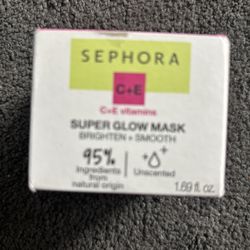 SEPHORA
C+E
C+E vitamins
SUPER GLOW MASK
BRIGHTEN + SMOOTH
95%
Ingredients
from
natural origin
Unscented
1.69 fl. oz.